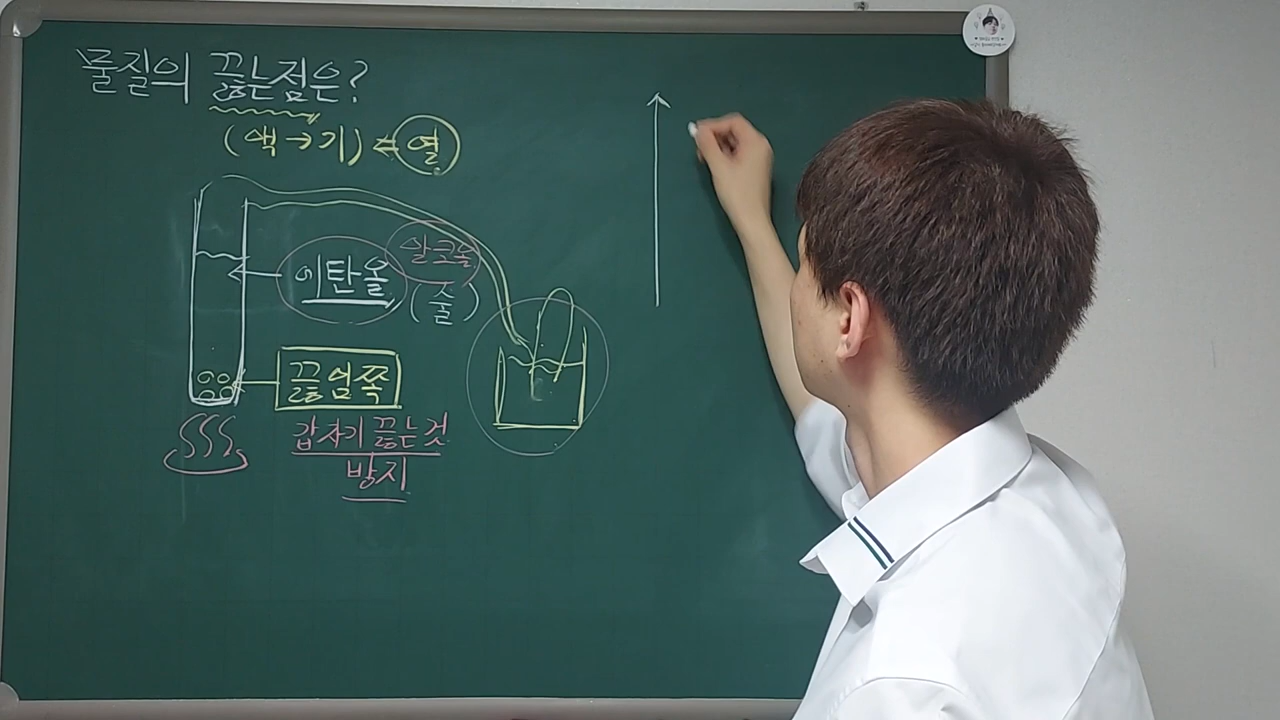 물질의 끓는점은?
(액→기) ⇐ 열
알코올
에탄올
(술)
끓임쪽
갑자기 끓는 것
방지